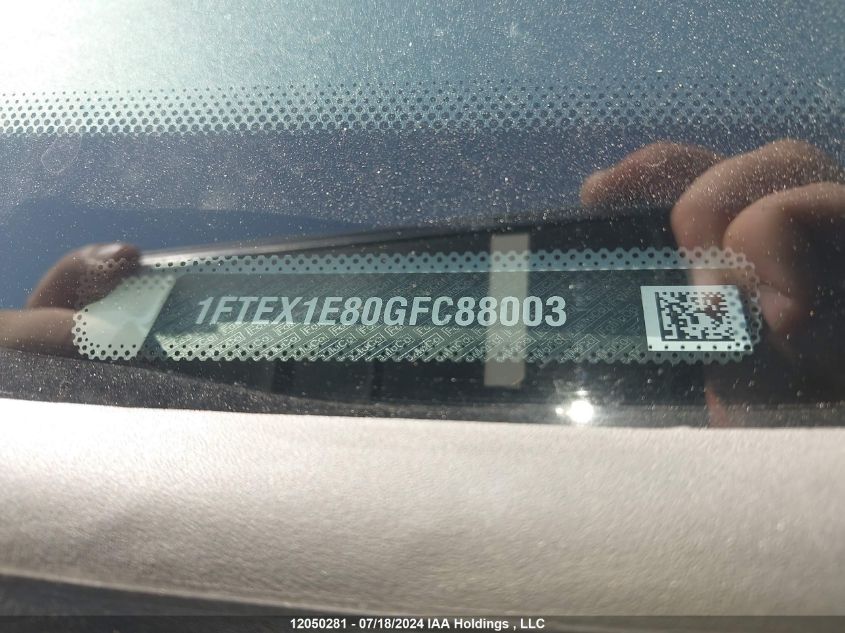 1FTEX1E80GFC88003
12050281 - 07/18/2024 IAA Holdings , LLC